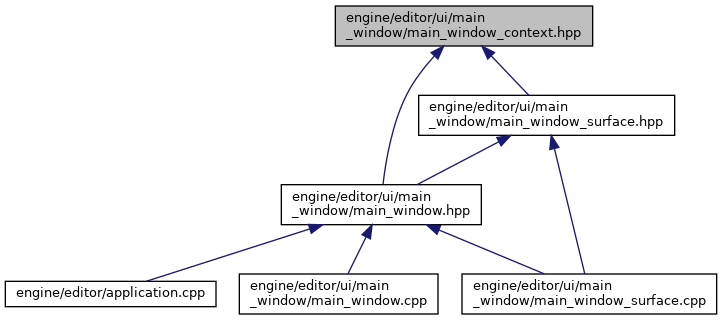 engine/editor/ui/main
_window/main_window_context.hpp
engine/editor/ui/main
_window/main_window_surface.hpp
engine/editor/ui/main
_window/main_window.hpp
engine/editor/application.cpp
engine/editor/ui/main
_window/main_window.cpp
engine/editor/ui/main
_window/main_window_surface.cpp